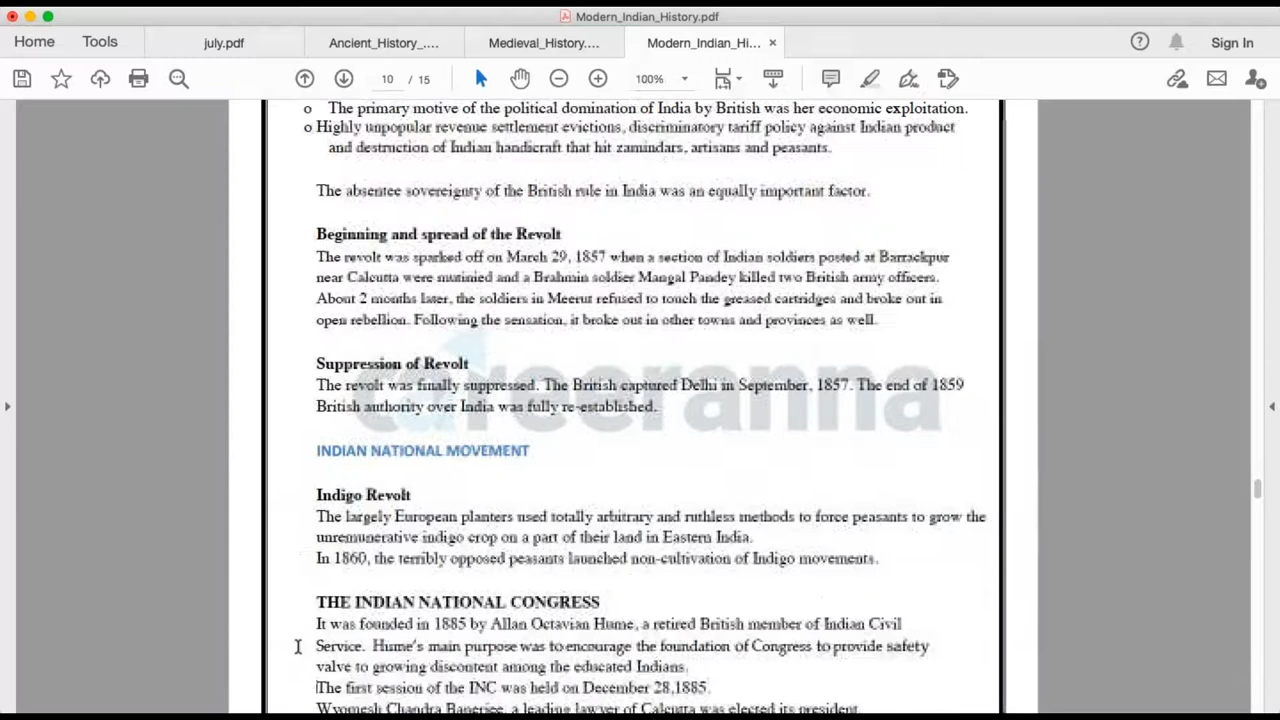 Modern_Indian_History.pdf
Home Tools july.pdf Ancient_History_.... Medieval_History.... Modern_Indian_Hi... × Sign In
10 / 15 100%
o The primary motive of the political domination of India by British was her economic exploitation.
o Highly unpopular revenue settlement evictions, discriminatory tariff policy against Indian product
and destruction of Indian handicraft that hit zamindars, artisans and peasants.
The absentee sovereignty of the British rule in India was an equally important factor.
Beginning and spread of the Revolt
The revolt was sparked off on March 29, 1857 when a section of Indian soldiers posted at Barrackpur
near Calcutta were mutinied and a Brahmin soldier Mangal Pandey killed two British army officers.
About 2 months later, the soldiers in Meerut refused to touch the greased cartridges and broke out in
open rebellion. Following the sensation, it broke out in other towns and provinces as well.
Suppression of Revolt
The revolt was finally suppressed. The British captured Delhi in September, 1857. The end of 1859
British authority over India was fully re-established.
careeranna
INDIAN NATIONAL MOVEMENT
Indigo Revolt
The largely European planters used totally arbitrary and ruthless methods to force peasants to grow the
unremunerative indigo crop on a part of their land in Eastern India.
In 1860, the terribly opposed peasants launched non-cultivation of Indigo movements.
THE INDIAN NATIONAL CONGRESS
It was founded in 1885 by Allan Octavian Hume, a retired British member of Indian Civil
Service. Hume's main purpose was to encourage the foundation of Congress to provide safety
valve to growing discontent among the educated Indians.
The first session of the INC was held on December 28,1885.
Wyomesh Chandra Banerjee, a leading lawyer of Calcutta was elected its president.